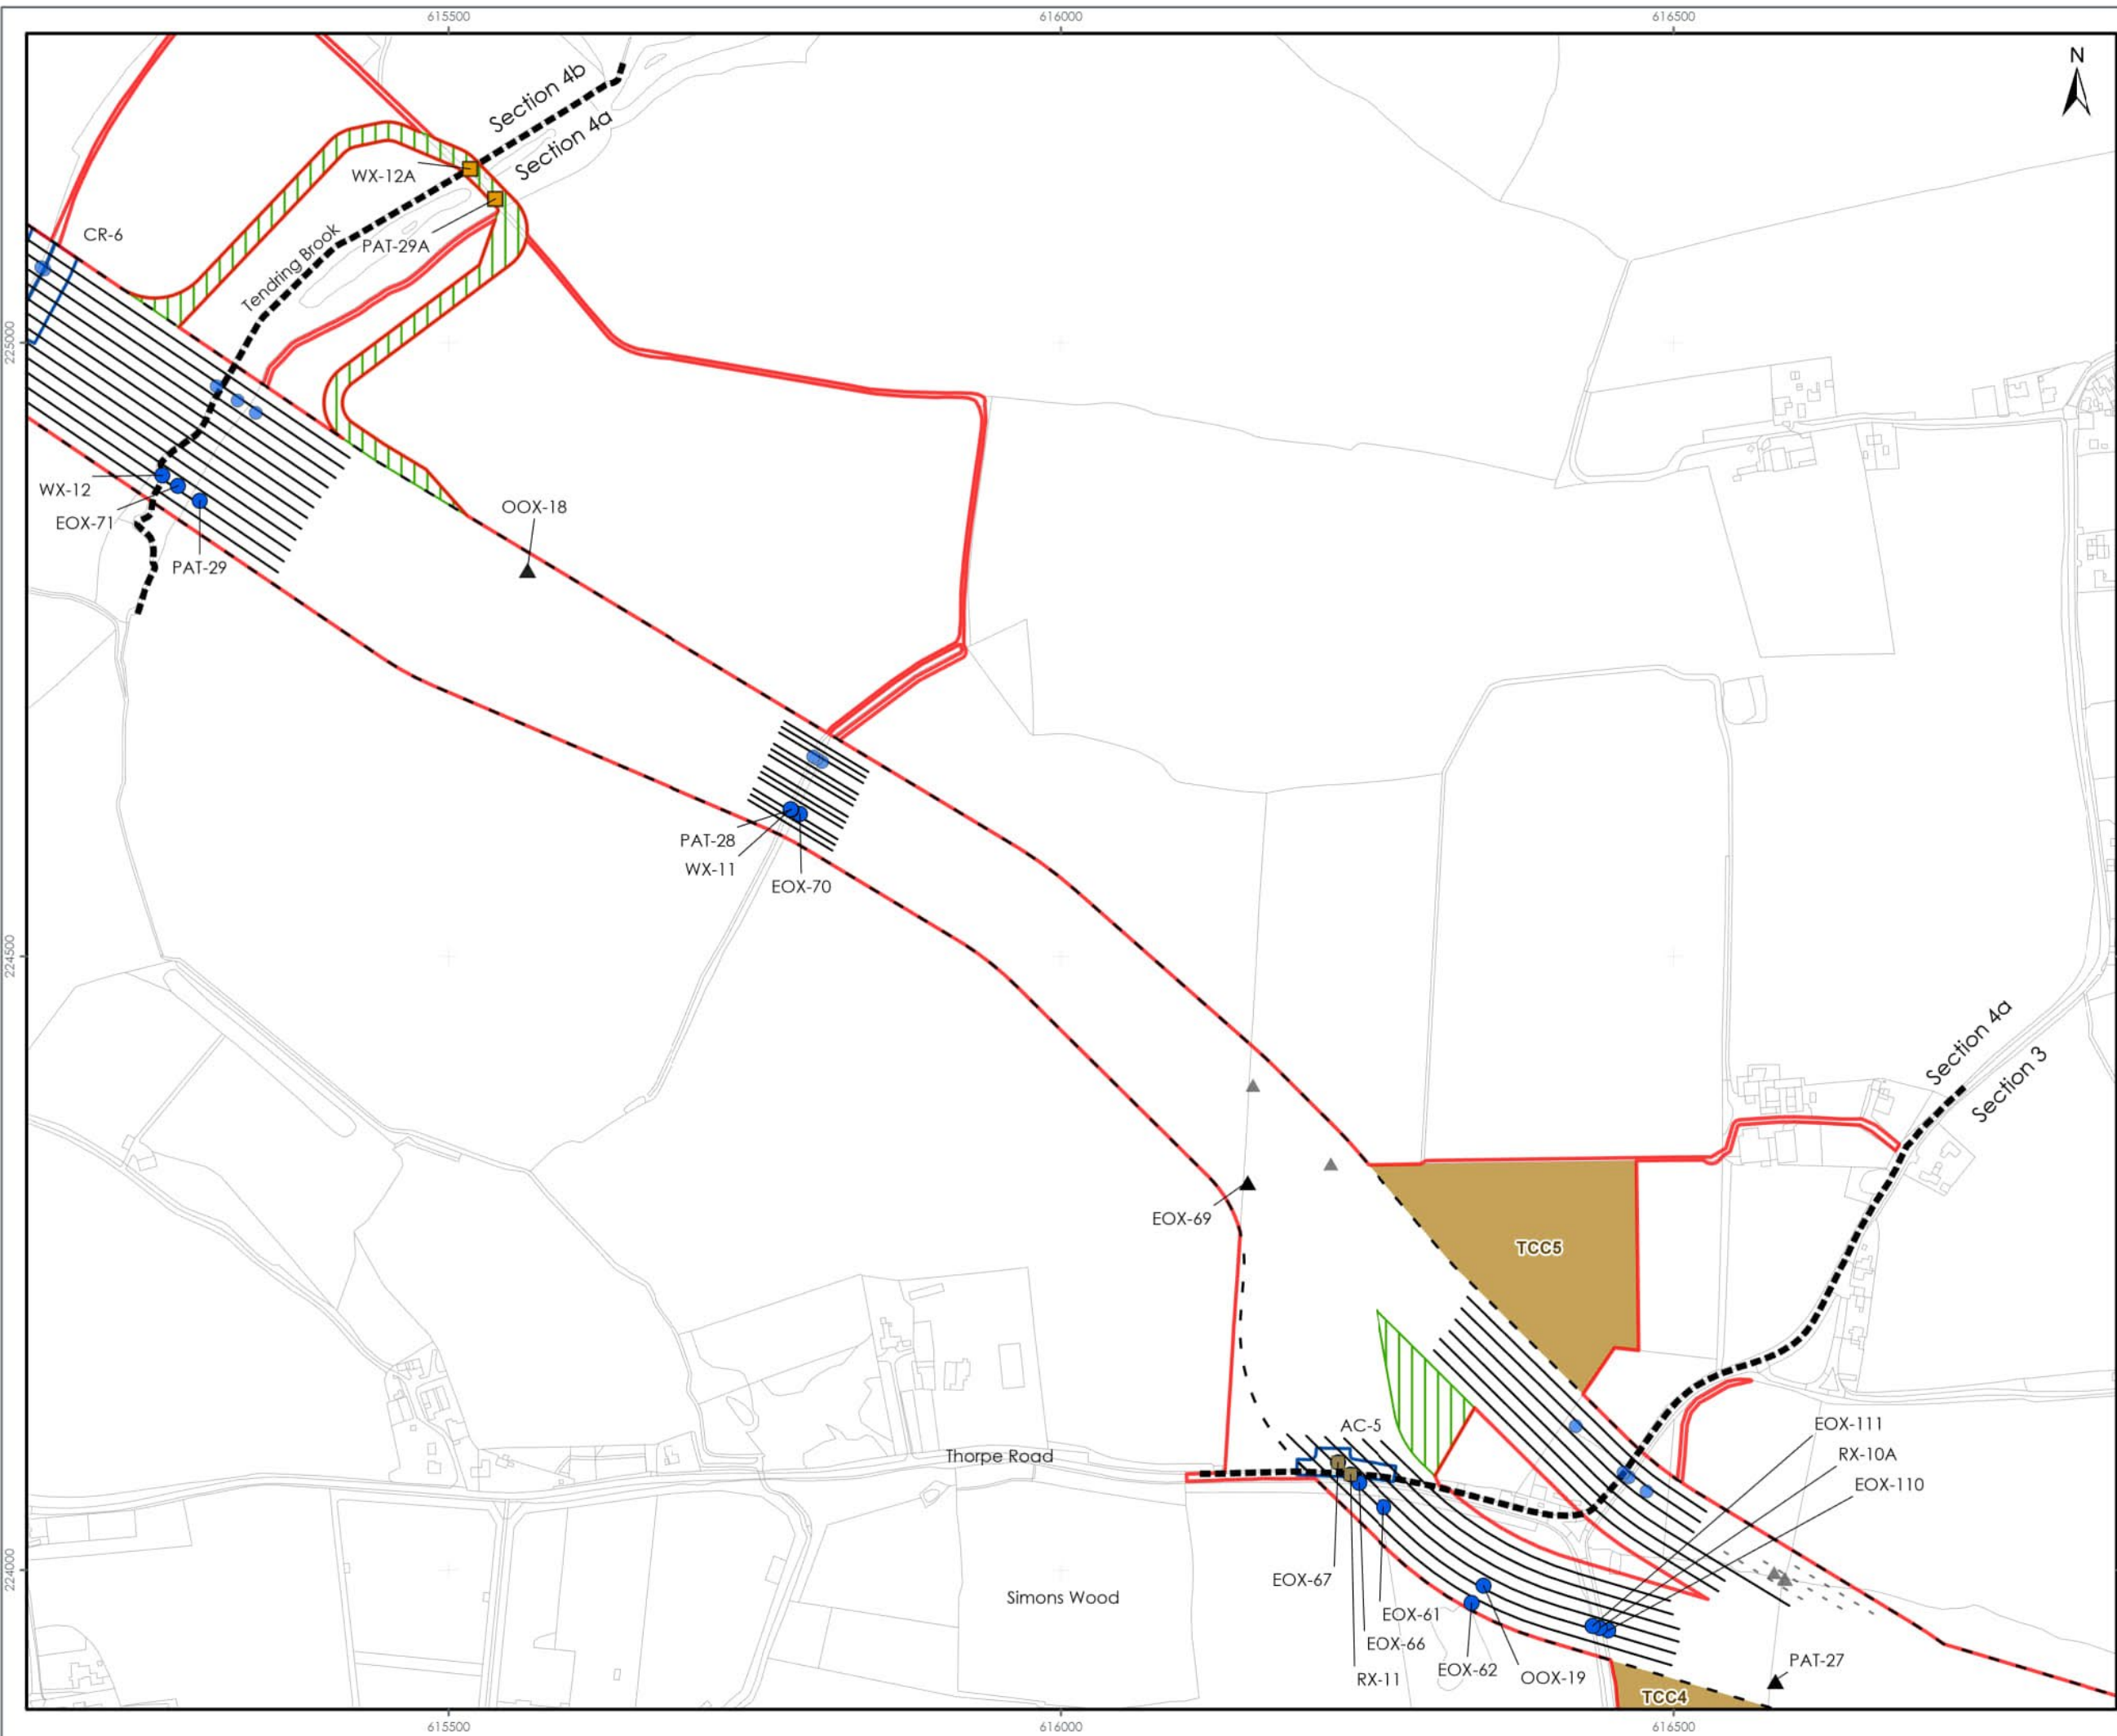 615500
616000
616500
N
Section 4b
Section 4a
WX-12A
CR-6
PAT-29A
Tendring Brook
225000
225000
WX-12
OOX-18
EOX-71
PAT-29
PAT-28
WX-11
EOX-70
224500
Section 4a
Section 3
EOX-69
TCC5
AC-5
EOX-111
Thorpe Road
RX-10A
EOX-110
224000
EOX-67
Simons Wood
EOX-61
EOX-66
PAT-27
EOX-62
OOX-19
RX-11
TCC4
615500
616000
616500